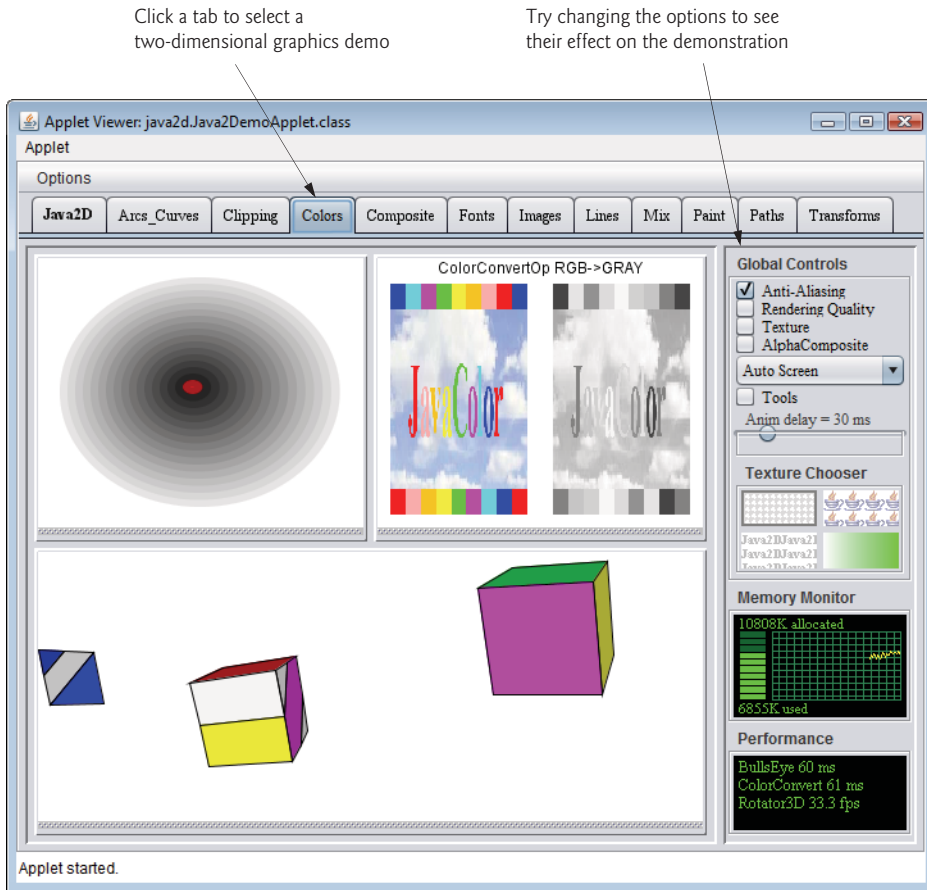 Click a tab to select a
two-dimensional graphics demo
Try changing the options to see
their effect on the demonstration
Applet Viewer: java2d.Java2DemoApplet.class
Applet
Options
Java2D Arcs_Curves Clipping Colors Composite Fonts Images Lines Mix Paint Paths Transforms
ColorConvertOp RGB->GRAY
JavaColor JavaColor
Global Controls
Anti-Aliasing
Rendering Quality
Texture
AlphaComposite
Auto Screen
Tools
Anim delay = 30 ms
Texture Chooser
Java2DJava2I
Java2DJava2I
Java2DJava2I
Memory Monitor
10808K allocated
6855K used
Performance
BullsEye 60 ms
ColorConvert 61 ms
Rotator3D 33.3 fps
Applet started.